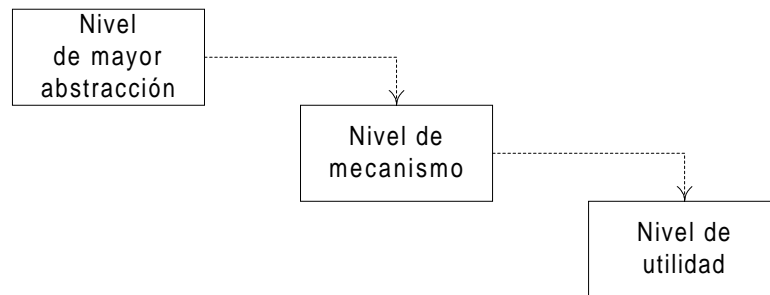 Nivel
de mayor
abstracción
Nivel de
mecanismo
Nivel de
utilidad